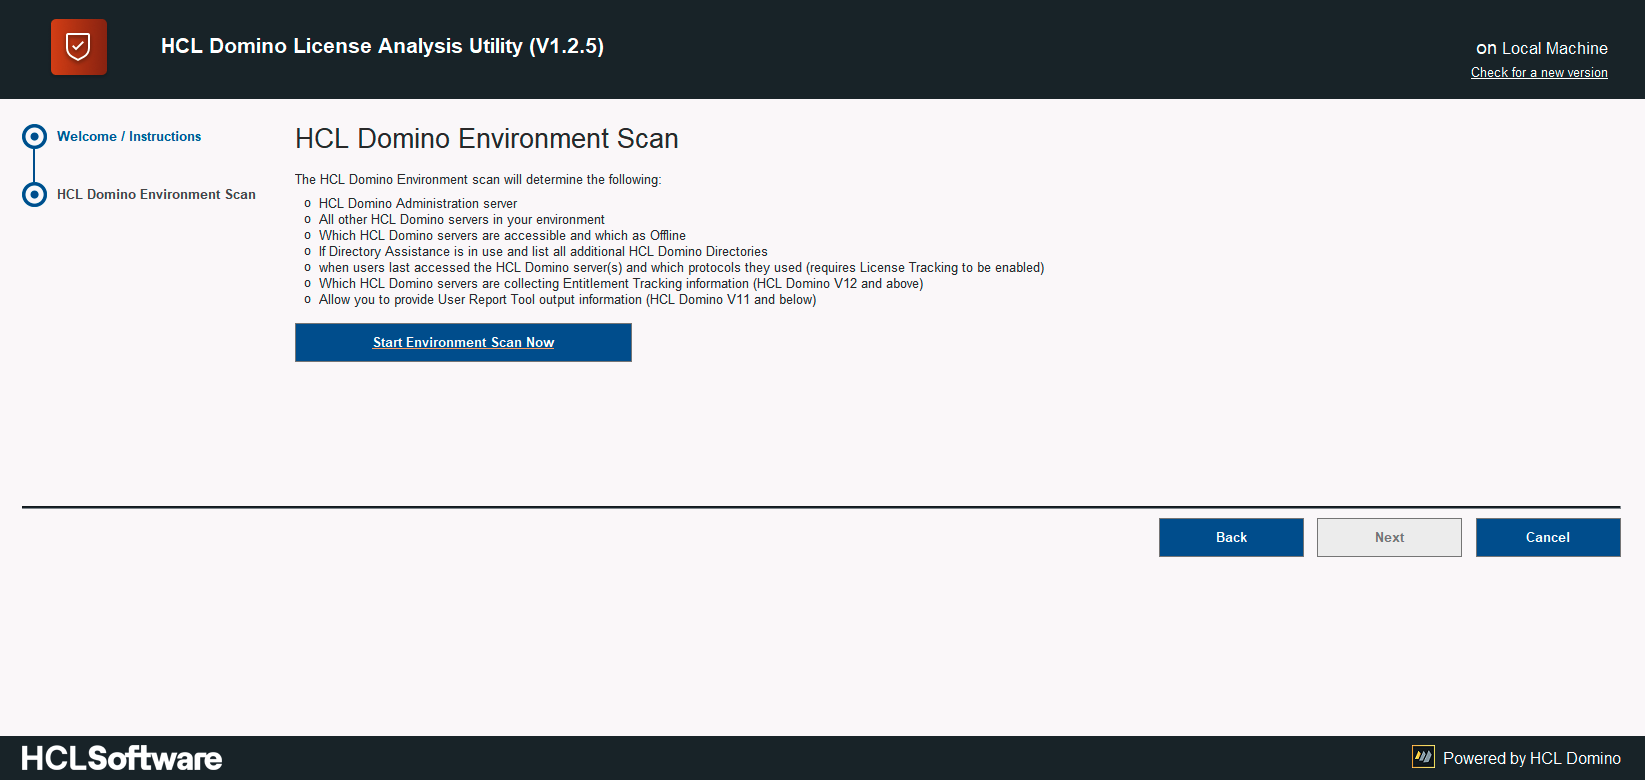 HCL Domino License Analysis Utility (V1.2.5)
on Local Machine
Check for a new version
Welcome / Instructions
HCL Domino Environment Scan
HCL Domino Environment Scan
The HCL Domino Environment scan will determine the following:
o HCL Domino Administration server
o All other HCL Domino servers in your environment
o Which HCL Domino servers are accessible and which as Offline
o If Directory Assistance is in use and list all additional HCL Domino Directories
o when users last accessed the HCL Domino server(s) and which protocols they used (requires License Tracking to be enabled)
o Which HCL Domino servers are collecting Entitlement Tracking information (HCL Domino V12 and above)
o Allow you to provide User Report Tool output information (HCL Domino V11 and below)
Start Environment Scan Now
Back
Next
Cancel
HCLSoftware
Powered by HCL Domino